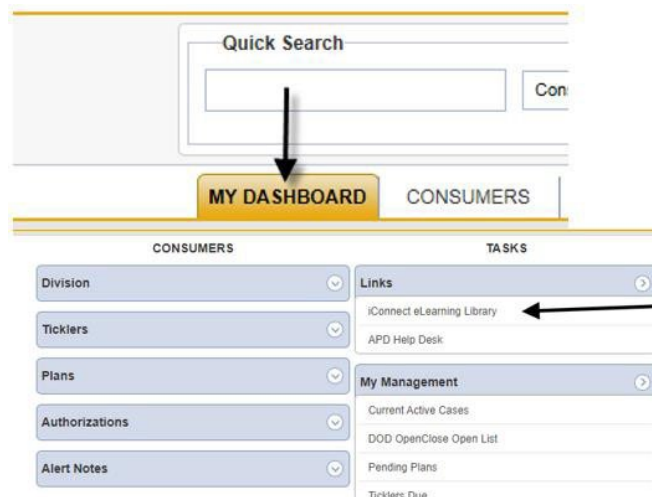 Quick Search
Con
MY DASHBOARD
CONSUMERS
CONSUMERS
Division
Ticklers
Plans
Authorizations
Alert Notes
TASKS
Links
iConnect eLearning Library
APD Help Desk
My Management
Current Active Cases
DOD OpenClose Open List
Pending Plans
Ticklers Due